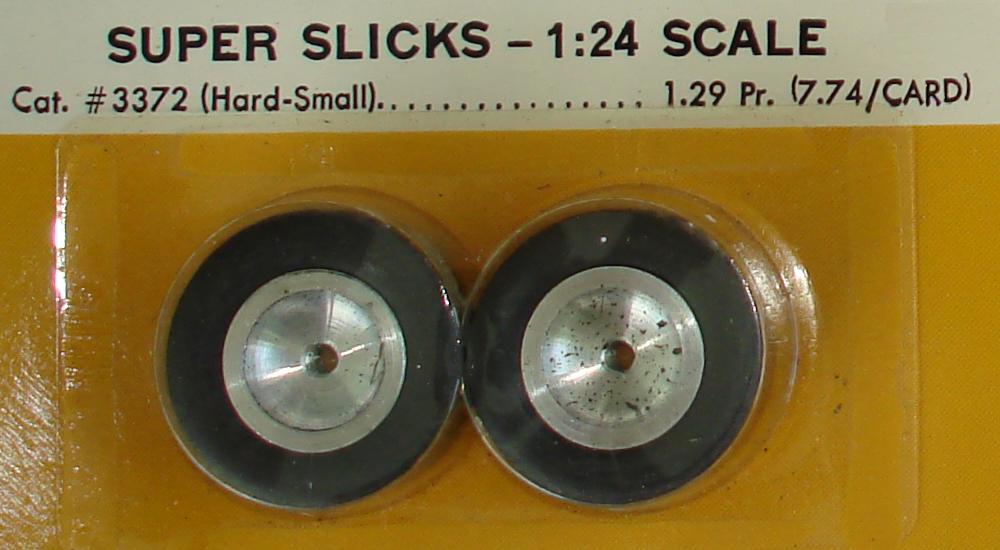 SUPER SLICKS – 1:24 SCALE
Cat. #3372 (Hard-Small)................ 1.29 Pr. (7.74/CARD)